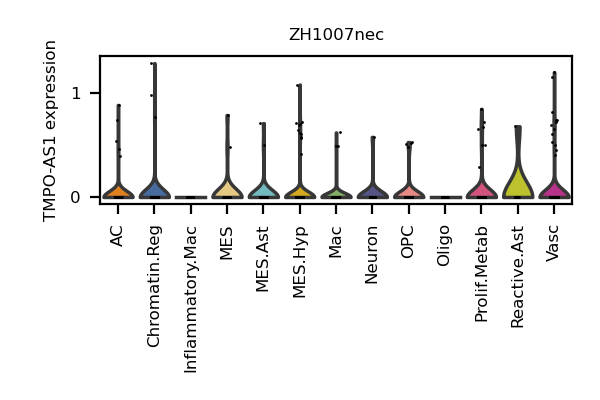 ZH1007nec
TMPO-AS1 expression
1
0
AC
Chromatin.Reg
Inflammatory.Mac
MES
MES.Ast
MES.Hyp
Mac
Neuron
OPC
Oligo
Prolif.Metab
Reactive.Ast
Vasc